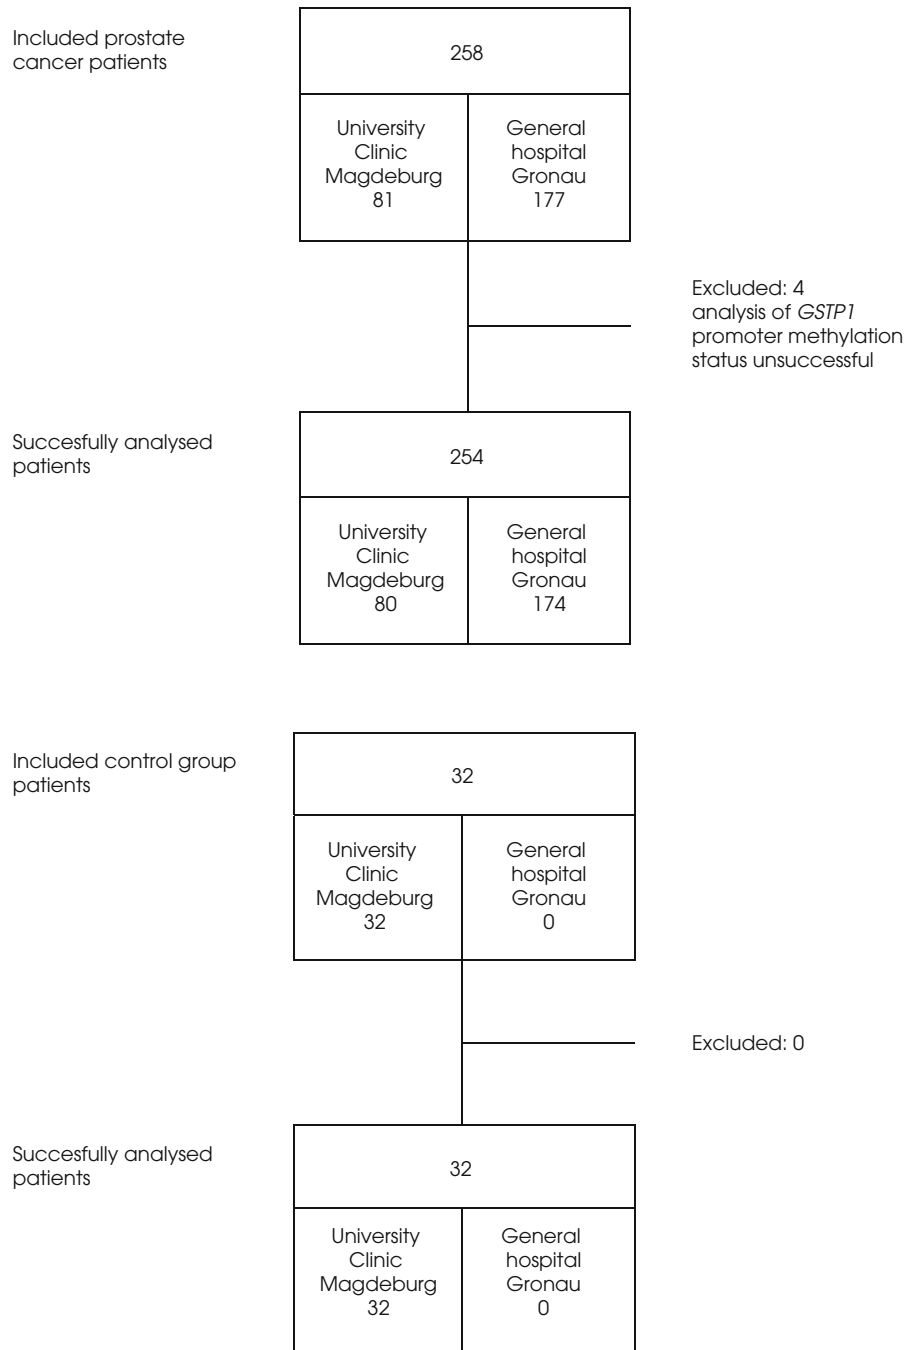 Included prostate
cancer patients
258
University
Clinic
Magdeburg
81
General
hospital
Gronau
177
Excluded: 4
analysis of GSTP1
promoter methylation
status unsuccessful
Succesfully analysed
patients
254
University
Clinic
Magdeburg
80
General
hospital
Gronau
174
Included control group
patients
32
University
Clinic
Magdeburg
32
General
hospital
Gronau
0
Excluded: 0
Succesfully analysed
patients
32
University
Clinic
Magdeburg
32
General
hospital
Gronau
0